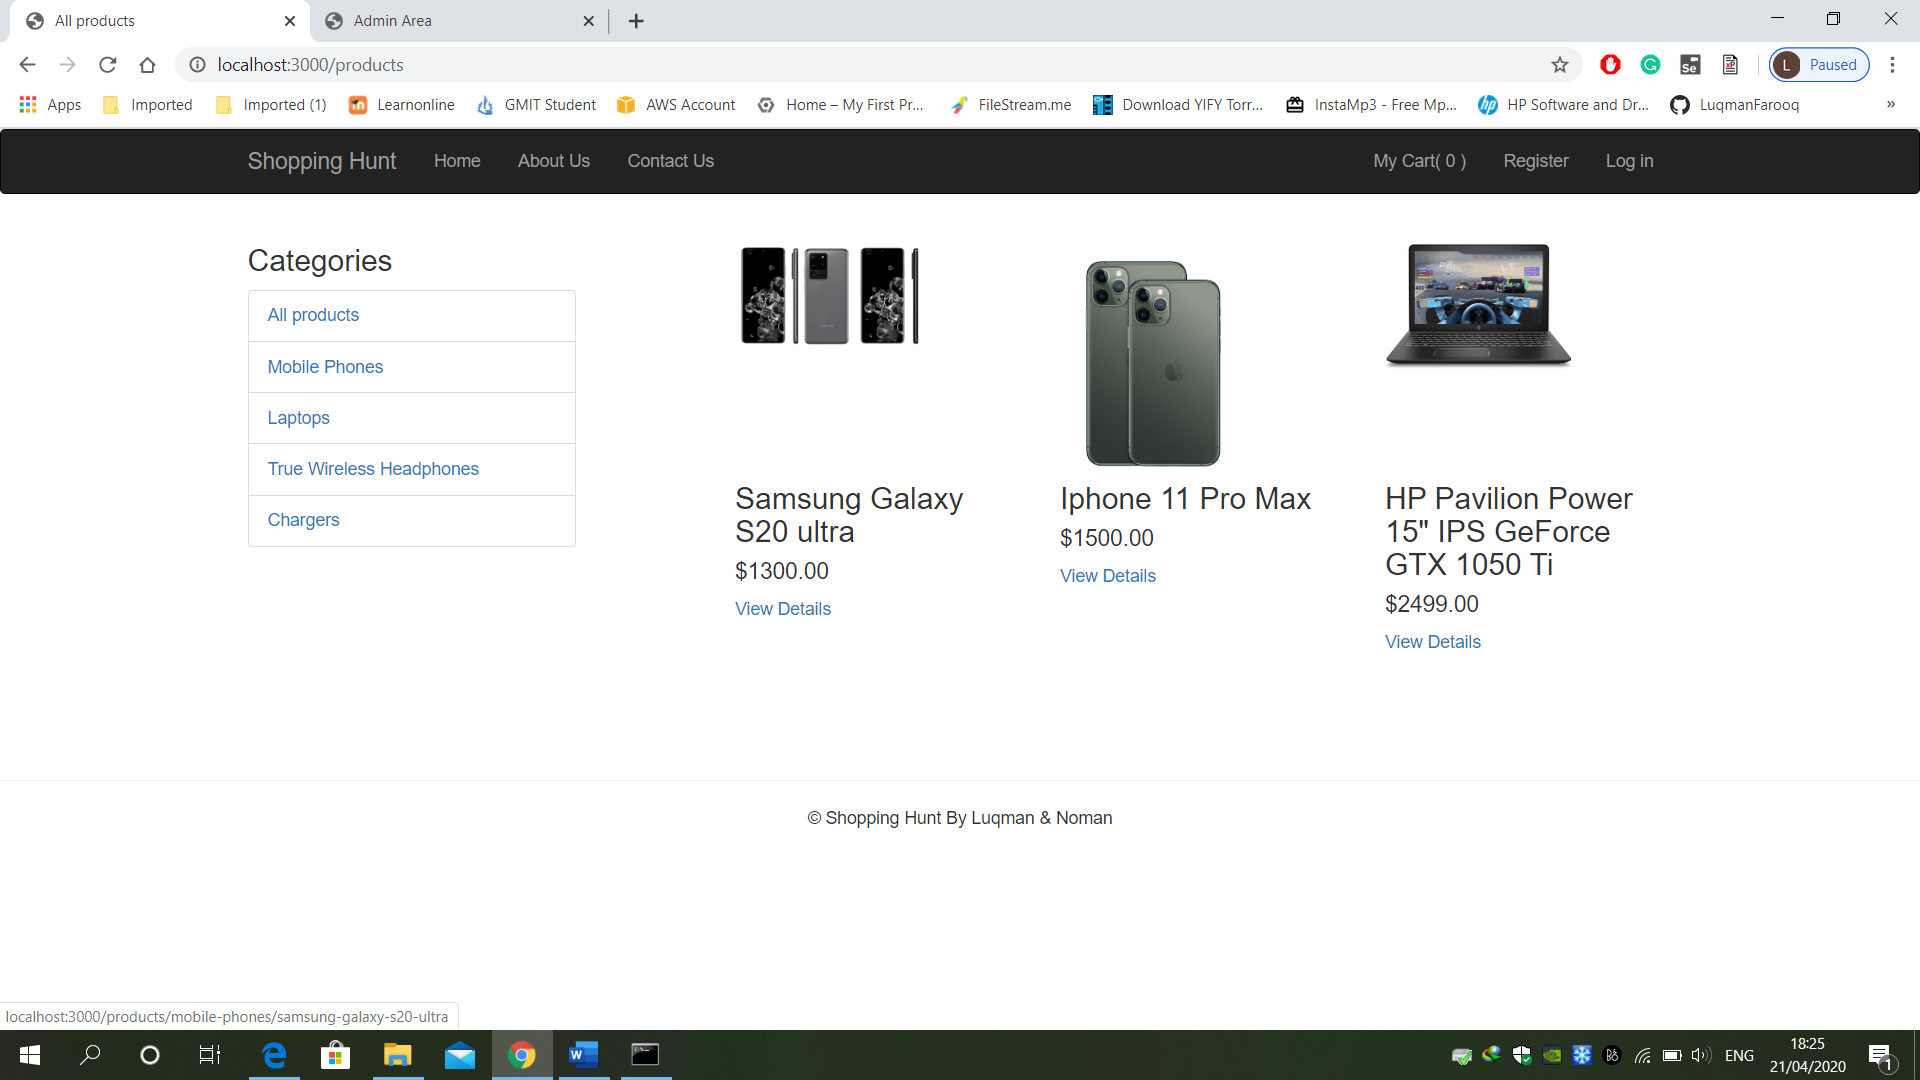 All products
Admin Area
localhost:3000/products
L Paused
Apps
Imported
Imported (1)
Learnonline
GMIT Student
AWS Account
Home – My First Pr...
FileStream.me
Download YIFY Torr...
InstaMp3 - Free Mp...
HP Software and Dr...
LuqmanFarooq
»
Shopping Hunt
Home
About Us
Contact Us
My Cart( 0 )
Register
Log in
Categories
All products
Mobile Phones
Laptops
True Wireless Headphones
Chargers
Samsung Galaxy
S20 ultra
$1300.00
View Details
Iphone 11 Pro Max
$1500.00
View Details
HP Pavilion Power
15" IPS GeForce
GTX 1050 Ti
$2499.00
View Details
© Shopping Hunt By Luqman & Noman
localhost:3000/products/mobile-phones/samsung-galaxy-s20-ultra
ENG
18:25
21/04/2020
1